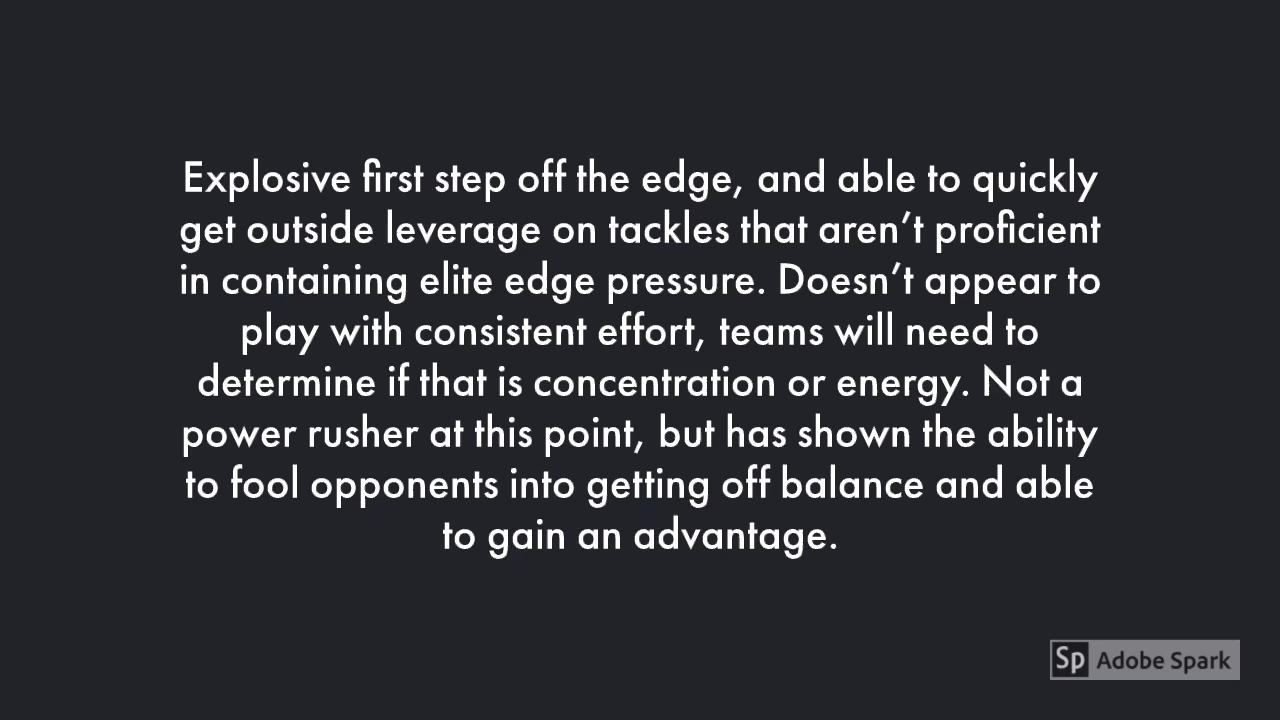 Explosive first step off the edge, and able to quickly
get outside leverage on tackles that aren’t proficient
in containing elite edge pressure. Doesn’t appear to
play with consistent effort, teams will need to
determine if that is concentration or energy. Not a
power rusher at this point, but has shown the ability
to fool opponents into getting off balance and able
to gain an advantage.
Sp Adobe Spark